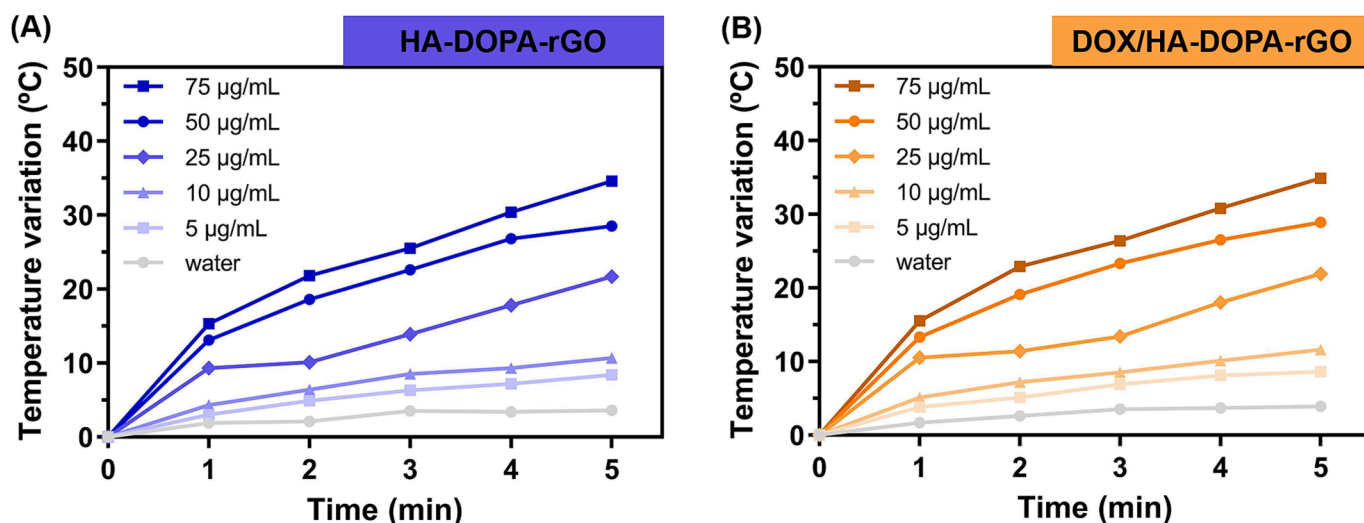 (A)
HA-DOPA-rGO
Temperature variation (ºC)
50
40
30
20
10
0
75 µg/mL
50 µg/mL
25 µg/mL
10 µg/mL
5 µg/mL
water
0 1 2 3 4 5
Time (min)
(B)
DOX/HA-DOPA-rGO
Temperature variation (ºC)
50
40
30
20
10
0
75 µg/mL
50 µg/mL
25 µg/mL
10 µg/mL
5 µg/mL
water
0 1 2 3 4 5
Time (min)